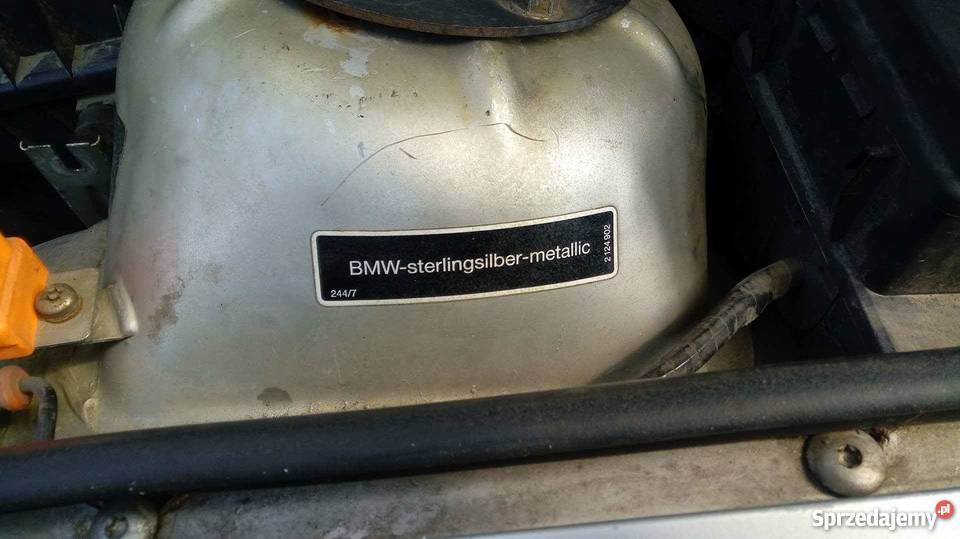 BMW-sterlingsilber-metallic
244/7
2 124 902
Sprzedajemy.pl